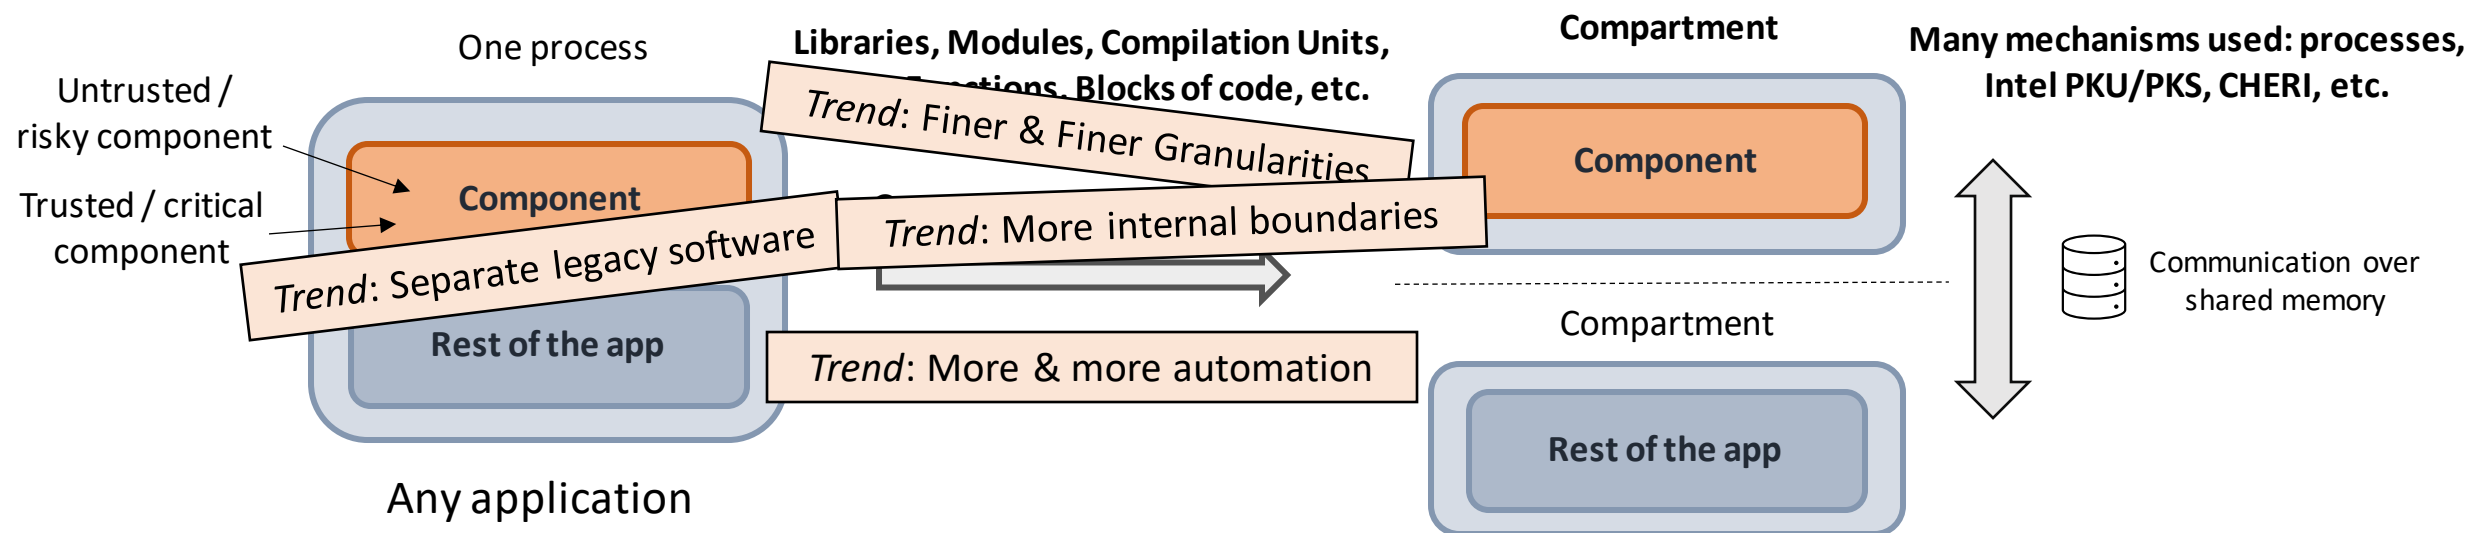 One process
Untrusted /
risky component
Trusted / critical
component
Component
Rest of the app
Any application
Libraries, Modules, Compilation Units,
Functions, Blocks of code, etc.
Trend: Finer & Finer Granularities
Trend: Separate legacy software
Trend: More internal boundaries
Trend: More & more automation
Compartment
Component
Compartment
Rest of the app
Many mechanisms used: processes,
Intel PKU/PKS, CHERI, etc.
Communication over
shared memory